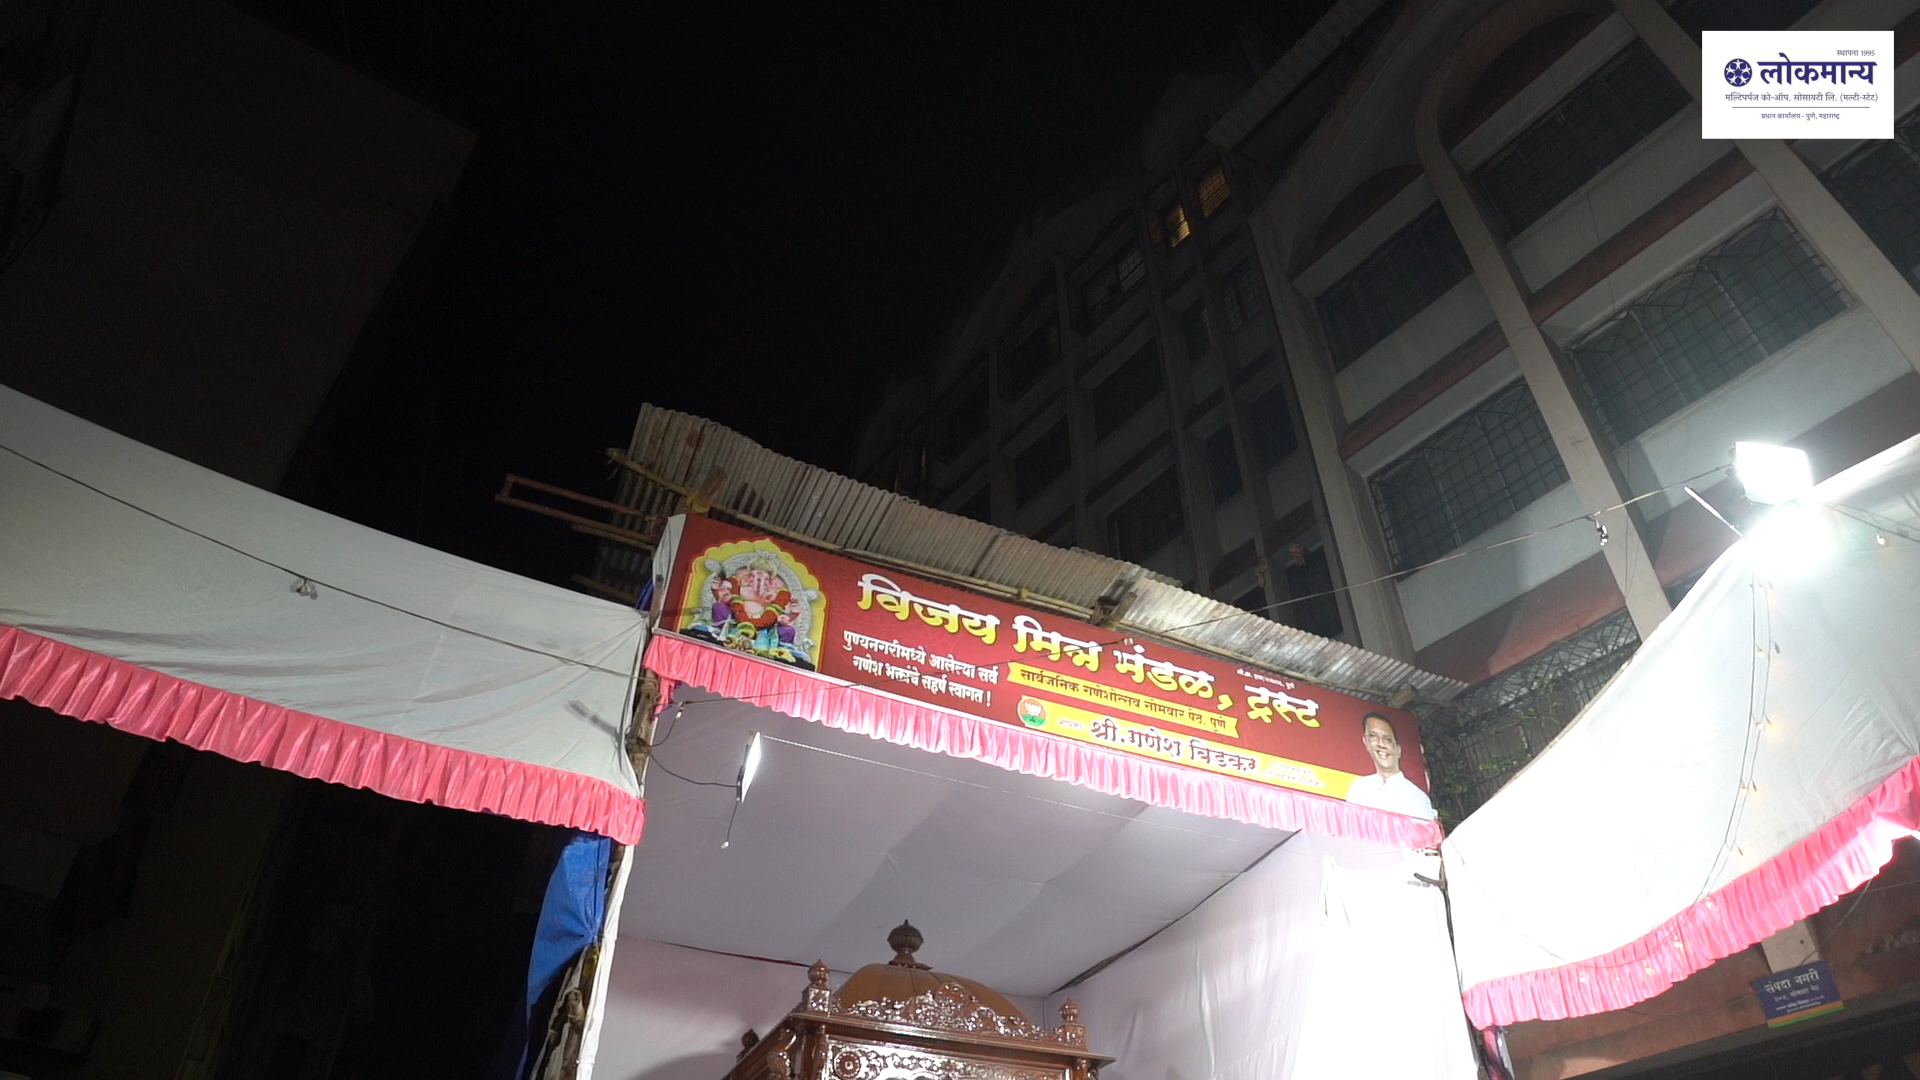 स्थापना 1995
लोकमान्य
मल्टिपर्पज को-ऑप. सोसायटी लि. (मल्टी-स्टेट)
प्रधान कार्यालय - पुणे, महाराष्ट्र
विजय मित्र मंडळ, ट्रस्ट
पुण्यनगरीमध्ये आलेल्या सर्व
गणेश भक्तांचे सहर्ष स्वागत !
सार्वजनिक गणेशोत्सव सोमवार पेठ, पुणे
श्री.गणेश बिडकर
संपदा नगरी